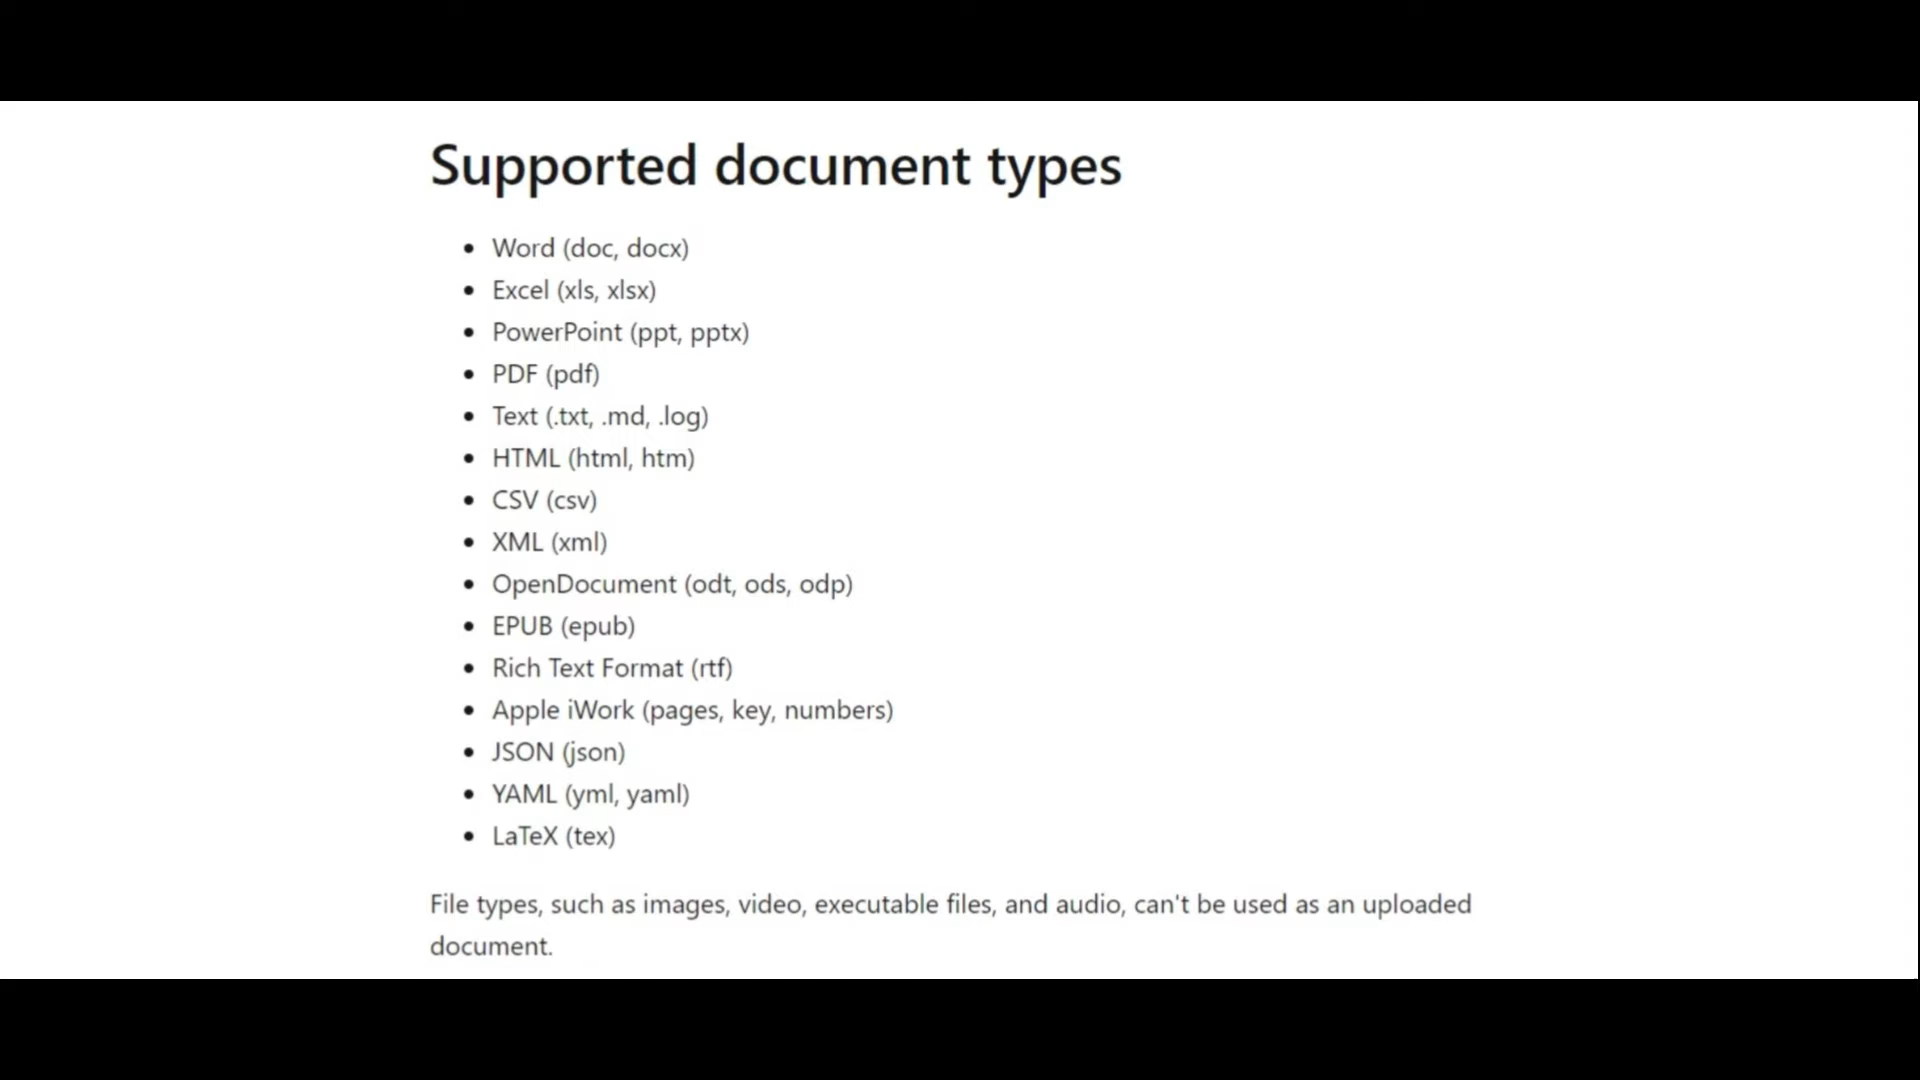 Supported document types
• Word (doc, docx)
• Excel (xls, xlsx)
• PowerPoint (ppt, pptx)
• PDF (pdf)
• Text (.txt, .md, .log)
• HTML (html, htm)
• CSV (csv)
• XML (xml)
• OpenDocument (odt, ods, odp)
• EPUB (epub)
• Rich Text Format (rtf)
• Apple iWork (pages, key, numbers)
• JSON (json)
• YAML (yml, yaml)
• LaTeX (tex)
File types, such as images, video, executable files, and audio, can't be used as an uploaded
document.